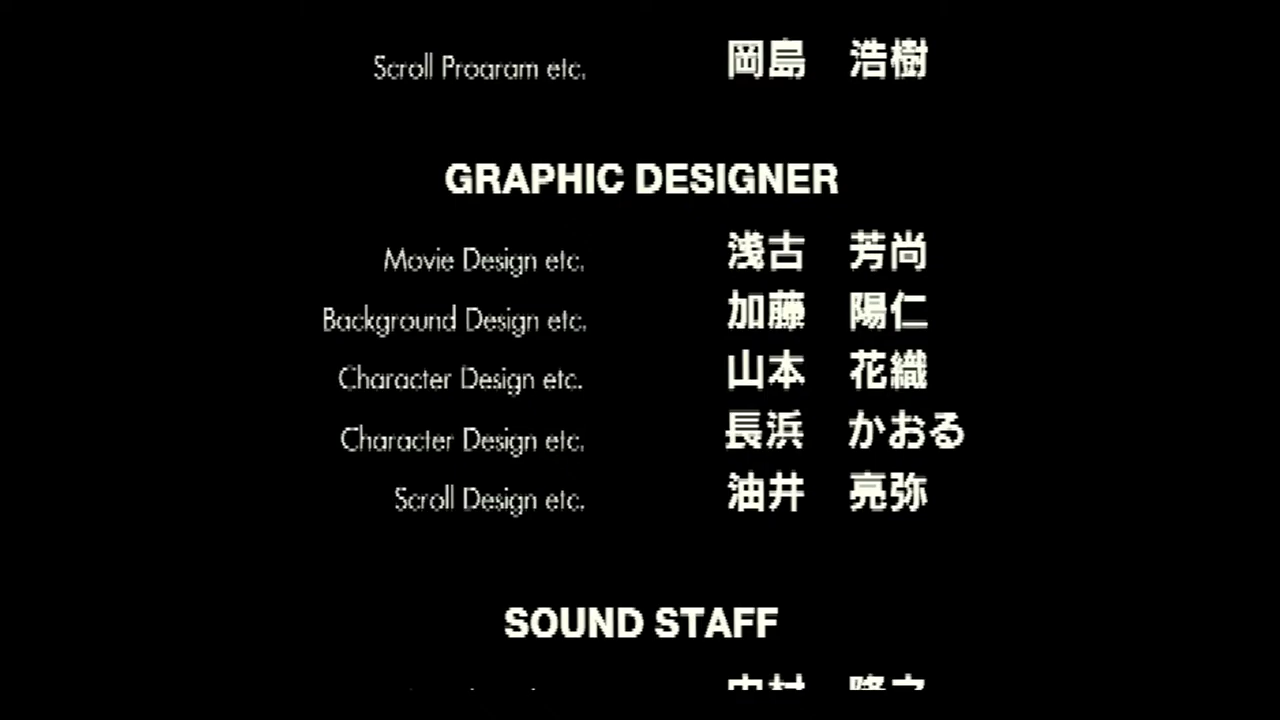 Scroll Program etc. 岡島 浩樹
GRAPHIC DESIGNER
Movie Design etc. 浅古 芳尚
Background Design etc. 加藤 陽仁
Character Design etc. 山本 花織
Character Design etc. 長浜 かおる
Scroll Design etc. 油井 亮弥
SOUND STAFF